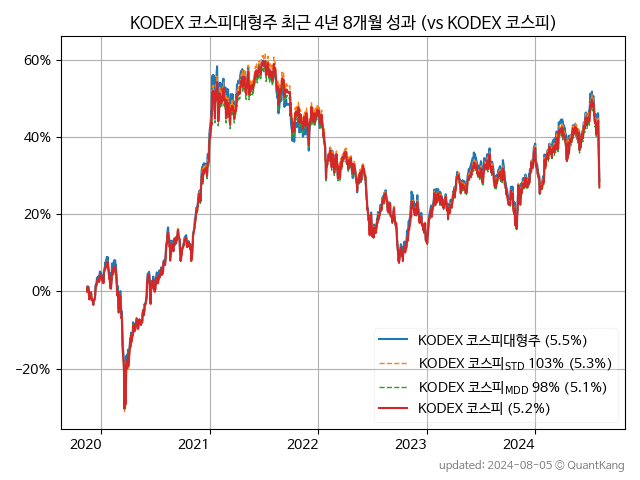 KODEX 코스피대형주 최근 4년 8개월 성과 (vs KODEX 코스피)
60%
40%
20%
0%
−20%
KODEX 코스피대형주 (5.5%)
KODEX 코스피STD 103% (5.3%)
KODEX 코스피MDD 98% (5.1%)
KODEX 코스피 (5.2%)
2020 2021 2022 2023 2024
updated: 2024-08-05 © QuantKang